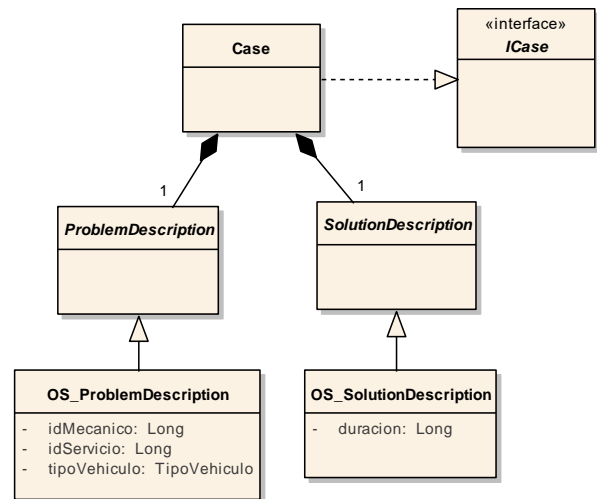 «interface»
ICase
Case
1
1
ProblemDescription
SolutionDescription
OS_ProblemDescription
- idMecanico: Long
- idServicio: Long
- tipoVehiculo: TipoVehiculo
OS_SolutionDescription
- duracion: Long